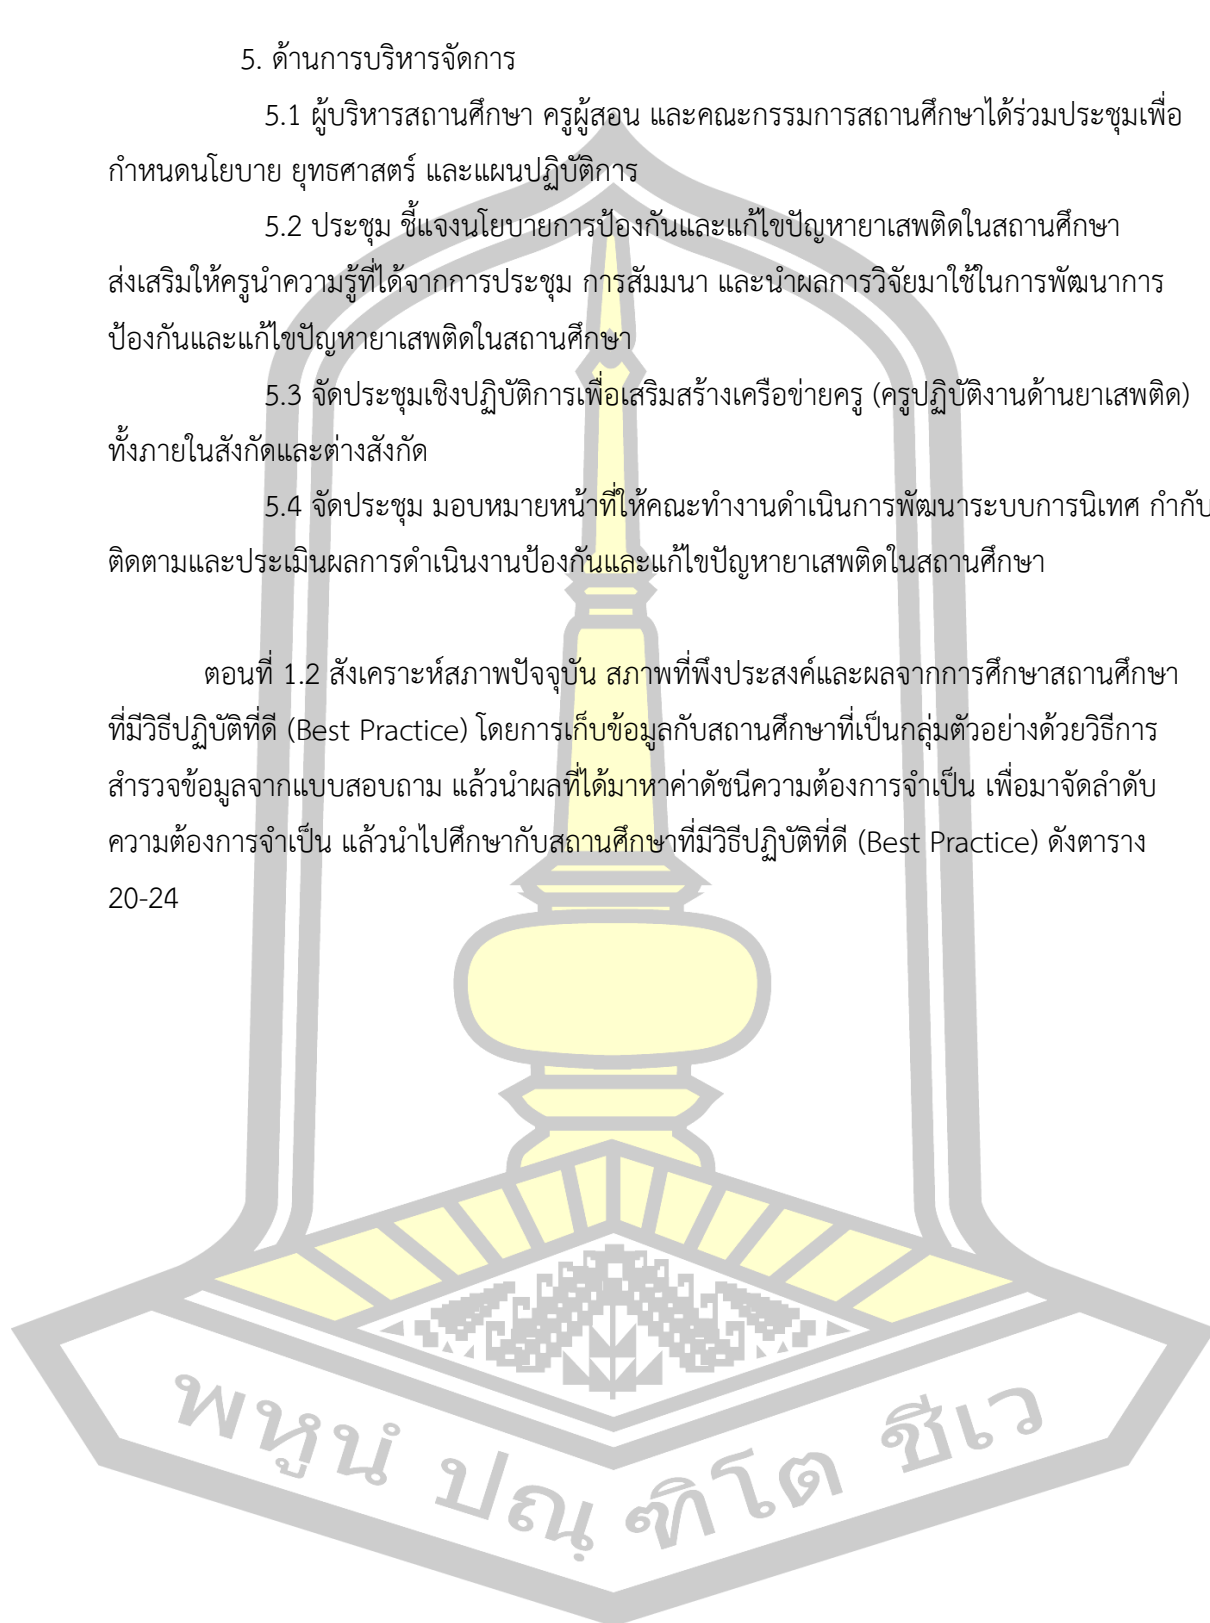 5. ด้านการบริหารจัดการ
5.1 ผู้บริหารสถานศึกษา ครูผู้สอน และคณะกรรมการสถานศึกษาได้ร่วมประชุมเพื่อ
กำหนดนโยบาย ยุทธศาสตร์ และแผนปฏิบัติการ
5.2 ประชุม ชี้แจงนโยบายการป้องกันและแก้ไขปัญหายาเสพติดในสถานศึกษา
ส่งเสริมให้ครูนำความรู้ที่ได้จากการประชุม การสัมมนา และนำผลการวิจัยมาใช้ในการพัฒนาการ
ป้องกันและแก้ไขปัญหายาเสพติดในสถานศึกษา
5.3 จัดประชุมเชิงปฏิบัติการเพื่อเสริมสร้างเครือข่ายครู (ครูปฏิบัติงานด้านยาเสพติด)
ทั้งภายในสังกัดและต่างสังกัด
5.4 จัดประชุม มอบหมายหน้าที่ให้คณะทำงานดำเนินการพัฒนาระบบการนิเทศ กำกับ
ติดตามและประเมินผลการดำเนินงานป้องกันและแก้ไขปัญหายาเสพติดในสถานศึกษา
ตอนที่ 1.2 สังเคราะห์สภาพปัจจุบัน สภาพที่พึงประสงค์และผลจากการศึกษาสถานศึกษา
ที่มีวิธีปฏิบัติที่ดี (Best Practice) โดยการเก็บข้อมูลกับสถานศึกษาที่เป็นกลุ่มตัวอย่างด้วยวิธีการ
สำรวจข้อมูลจากแบบสอบถาม แล้วนำผลที่ได้มาหาค่าดัชนีความต้องการจำเป็น เพื่อมาจัดลำดับ
ความต้องการจำเป็น แล้วนำไปศึกษากับสถานศึกษาที่มีวิธีปฏิบัติที่ดี (Best Practice) ดังตาราง
20-24
พหูนํ ปณฺฑิโต ชีเว